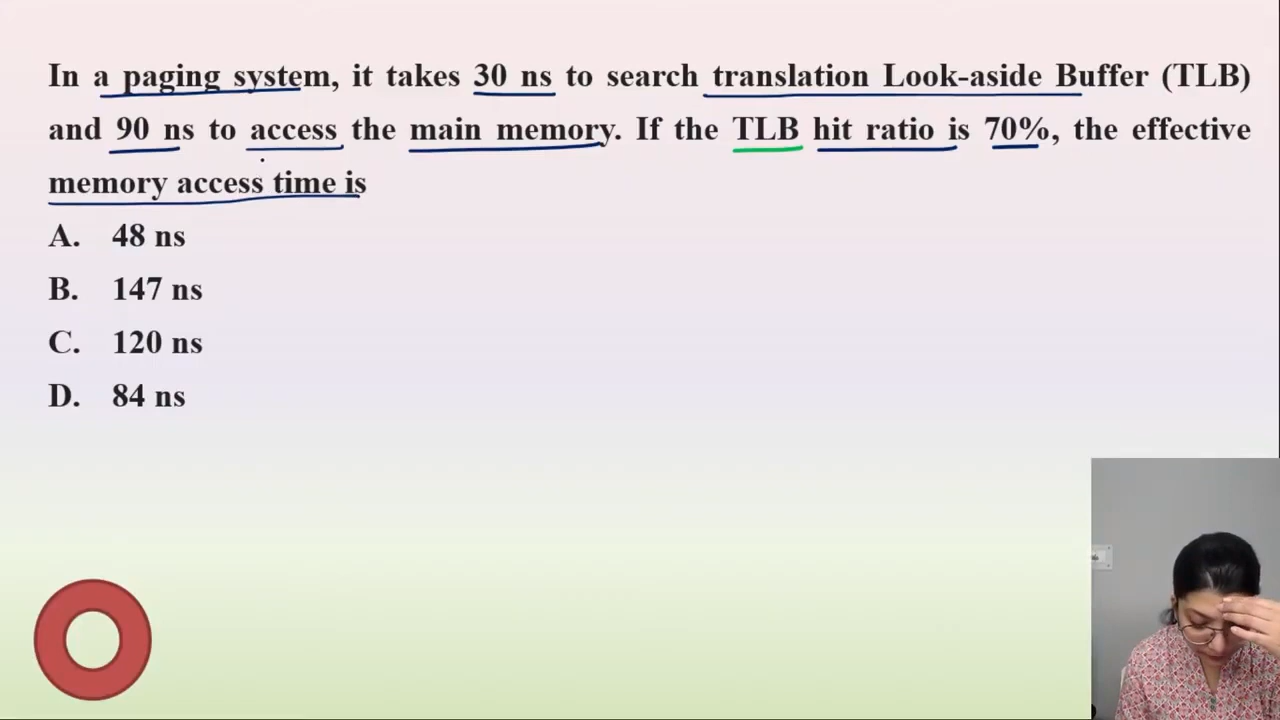 In a paging system, it takes 30 ns to search translation Look-aside Buffer (TLB)
and 90 ns to access the main memory. If the TLB hit ratio is 70%, the effective
memory access time is
A. 48 ns
B. 147 ns
C. 120 ns
D. 84 ns